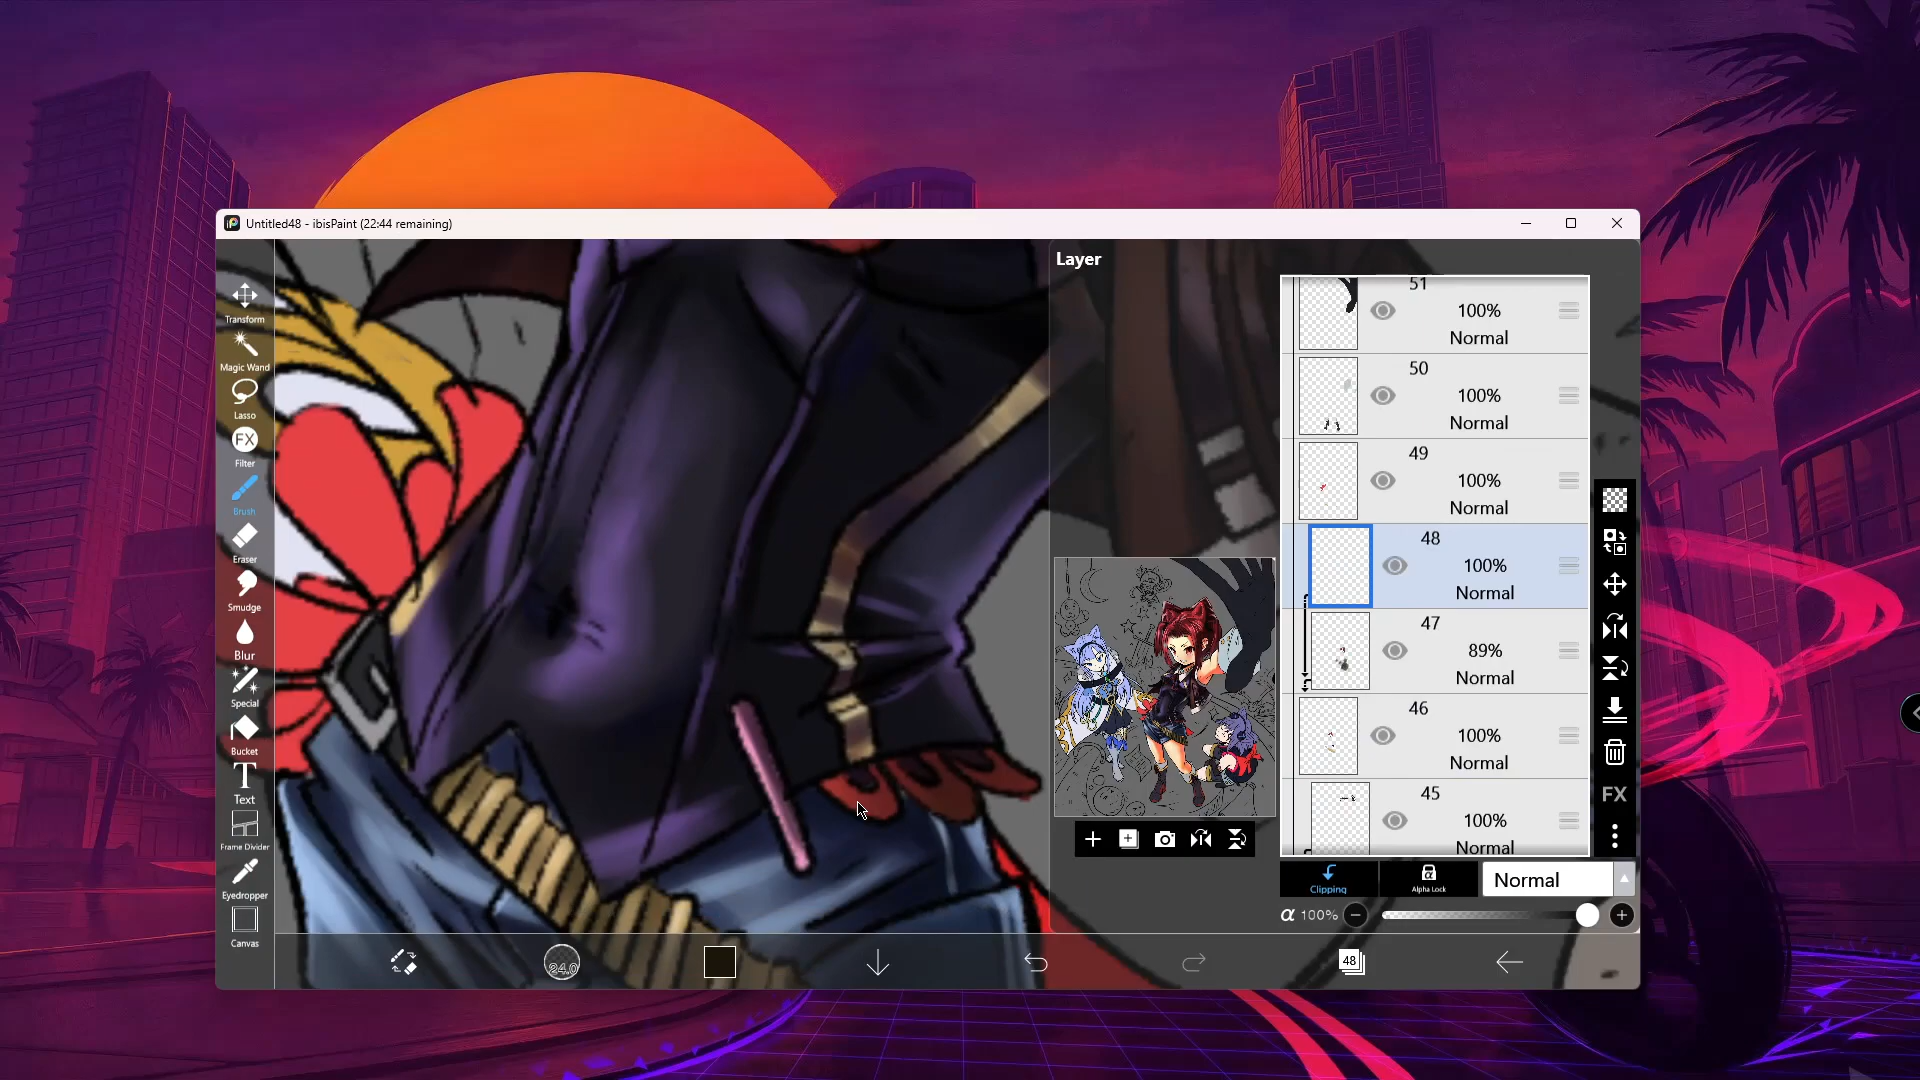 Untitled48 - ibisPaint (22:44 remaining)
Transform
Magic Wand
Lasso
FX
Filter
Brush
Eraser
Smudge
Blur
Special
Bucket
T
Text
Frame Divider
Eyedropper
Canvas
24.0
48
Layer
51
100%
Normal
50
100%
Normal
49
100%
Normal
48
100%
Normal
47
89%
Normal
46
100%
Normal
45
100%
Normal
FX
Clipping
Alpha Lock
Normal
α 100%